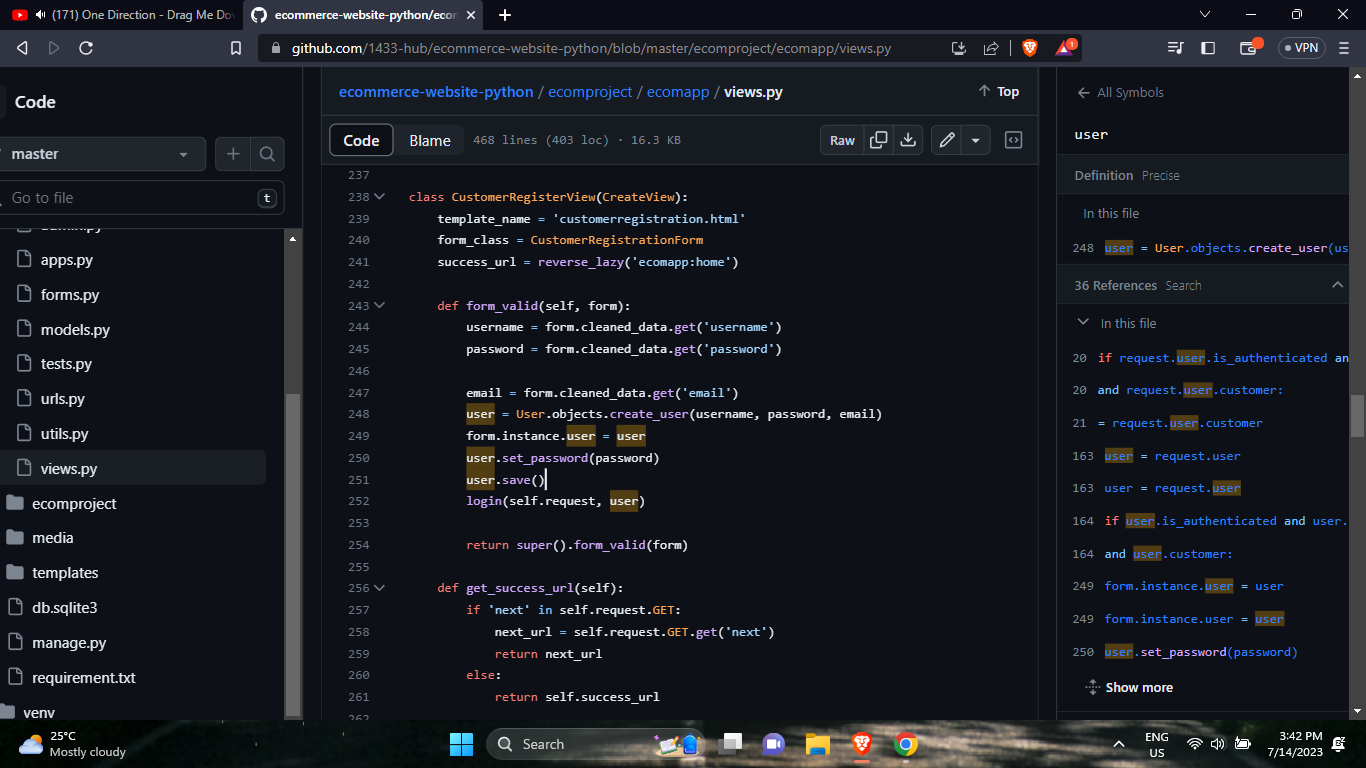 (171) One Direction - Drag Me Do
ecommerce-website-python/econ
github.com/1433-hub/ecommerce-website-python/blob/master/ecomproject/ecomapp/views.py
1
VPN
Code
master
Go to file
t
apps.py
forms.py
models.py
tests.py
urls.py
utils.py
views.py
ecomproject
media
templates
db.sqlite3
manage.py
requirement.txt
venv
ecommerce-website-python / ecomproject / ecomapp / views.py
Top
Code Blame 468 lines (403 loc) · 16.3 KB
Raw
237
238 class CustomerRegisterView(CreateView):
239 template_name = 'customerregistration.html'
240 form_class = CustomerRegistrationForm
241 success_url = reverse_lazy('ecomapp:home')
242
243 def form_valid(self, form):
244 username = form.cleaned_data.get('username')
245 password = form.cleaned_data.get('password')
246
247 email = form.cleaned_data.get('email')
248 user = User.objects.create_user(username, password, email)
249 form.instance.user = user
250 user.set_password(password)
251 user.save()
252 login(self.request, user)
253
254 return super().form_valid(form)
255
256 def get_success_url(self):
257 if 'next' in self.request.GET:
258 next_url = self.request.GET.get('next')
259 return next_url
260 else:
261 return self.success_url
262
All Symbols
user
Definition Precise
In this file
248 user = User.objects.create_user(us
36 References Search
In this file
20 if request.user.is_authenticated an
20 and request.user.customer:
21 = request.user.customer
163 user = request.user
163 user = request.user
164 if user.is_authenticated and user.
164 and user.customer:
249 form.instance.user = user
249 form.instance.user = user
250 user.set_password(password)
Show more
25°C
Mostly cloudy
Search
ENG
US
3:42 PM
7/14/2023